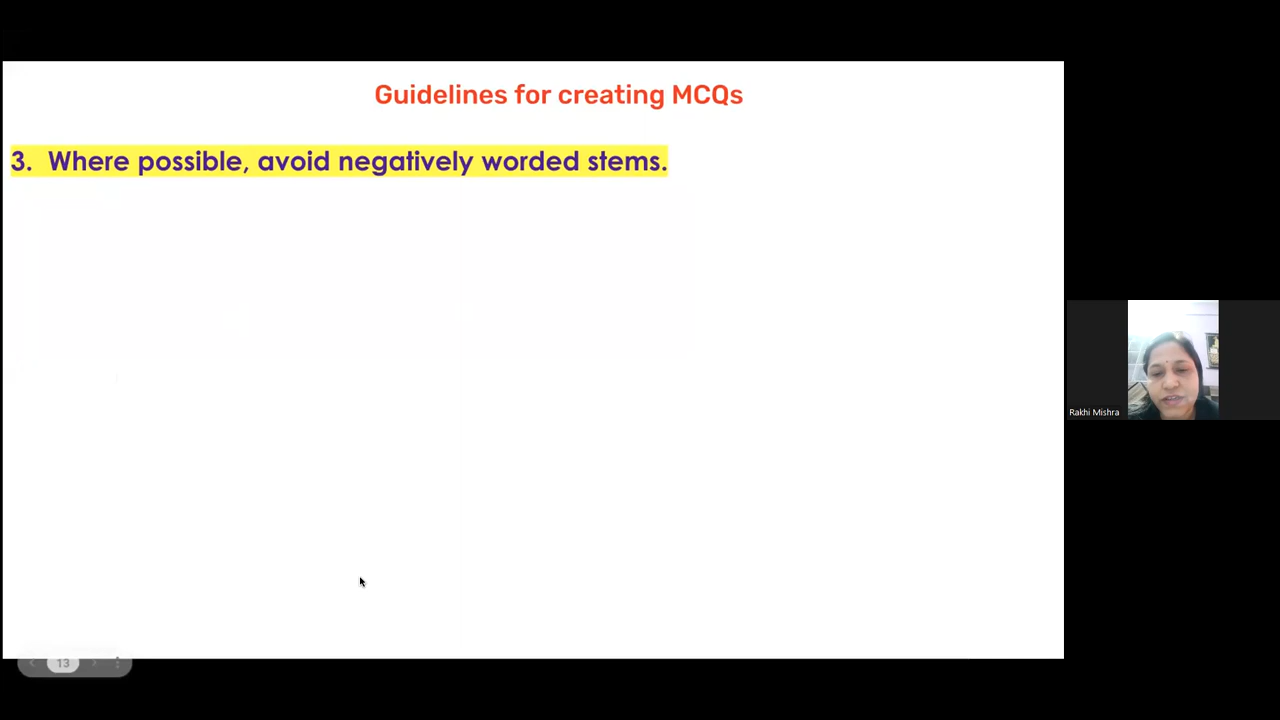 Guidelines for creating MCQs
3. Where possible, avoid negatively worded stems.
Rakhi Mishra
13